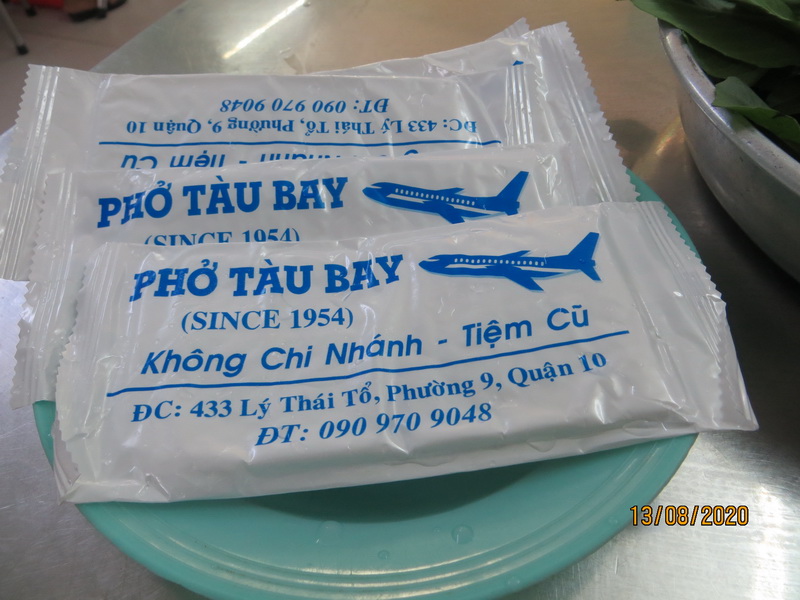 ĐT: 090 970 9048
ĐC: 433 Lý Thái Tổ, Phường 9, Quận 10
Tiệm Cũ
PHỞ TÀU BAY
(SINCE 1954)
PHỞ TÀU BAY
(SINCE 1954)
Không Chi Nhánh - Tiệm Cũ
ĐC: 433 Lý Thái Tổ, Phường 9, Quận 10
ĐT: 090 970 9048
13/08/2020